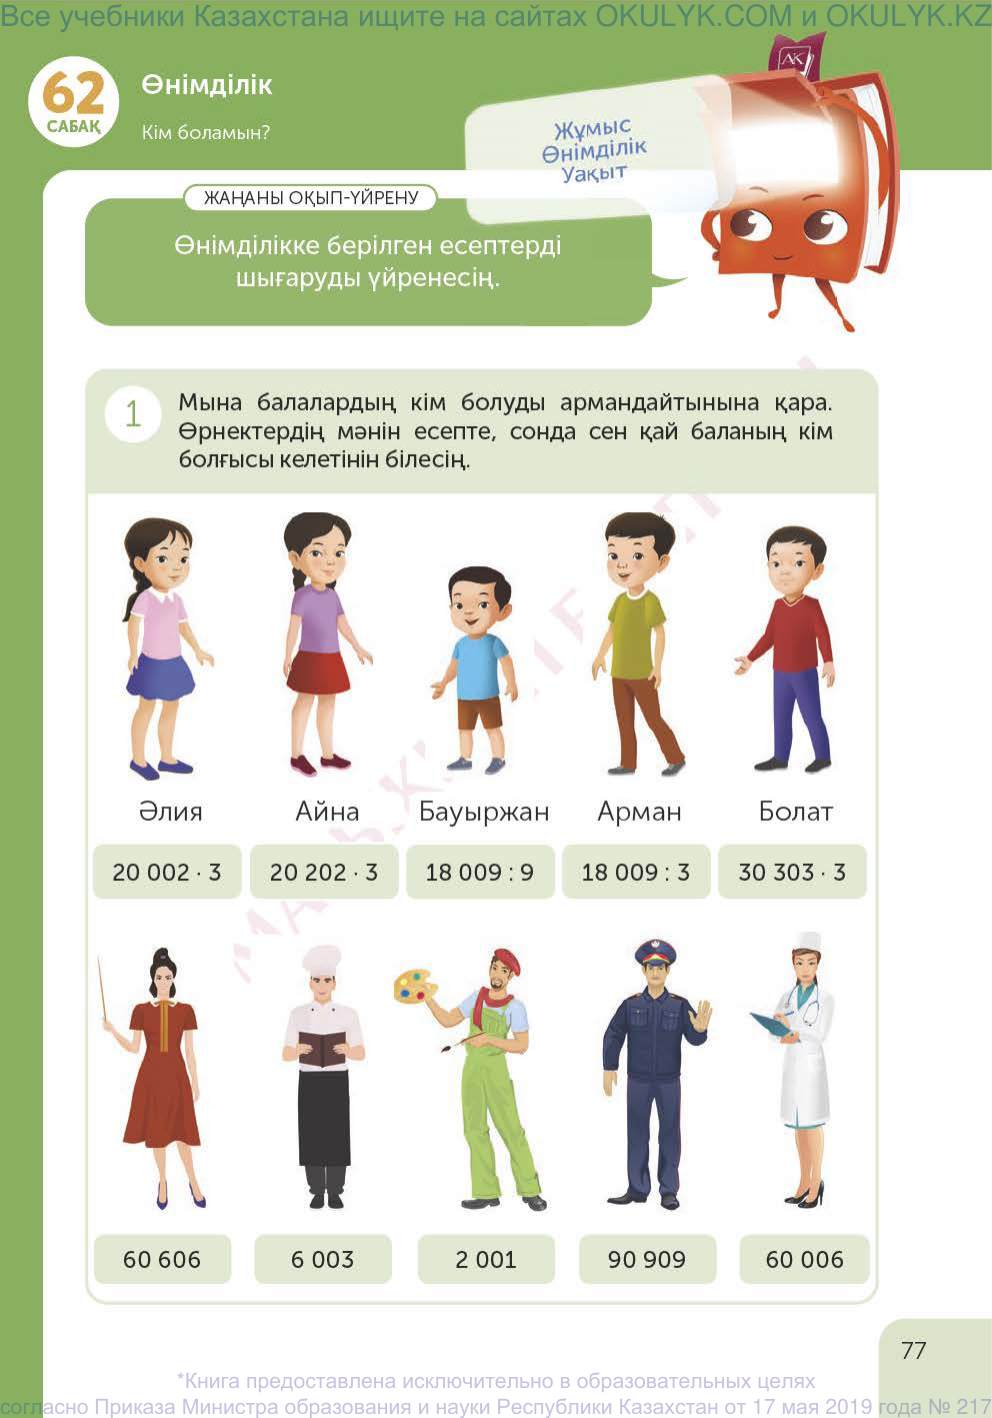 Все учебники Казахстана ищите на сайтах OKULYK.COM и OKULYK.KZ
62
САБАҚ
Өнімділік
Кім боламын?
Жұмыс
Өнімділік
Уақыт
АК
ЖАҢАНЫ ОҚЫП-ҮЙРЕНУ
Өнімділікке берілген есептерді
шығаруды үйренесің.
1
Мына балалардың кім болуды армандайтынына қара.
Өрнектердің мәнін есепте, сонда сен қай баланың кім
болғысы келетінін білесің.
Әлия Айна Бауыржан Арман Болат
20 002 · 3 20 202 · 3 18 009 : 9 18 009 : 3 30 303 · 3
60 606 6 003 2 001 90 909 60 006
77
*Книга предоставлена исключительно в образовательных целях
согласно Приказа Министра образования и науки Республики Казахстан от 17 мая 2019 года № 217